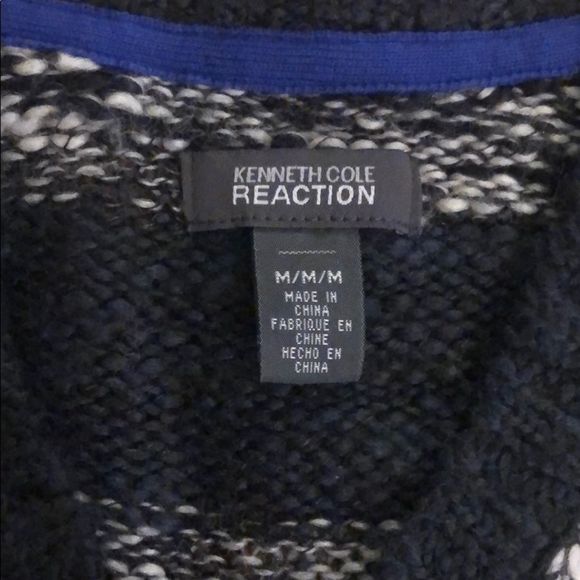 KENNETH COLE
REACTION
M/M/M
MADE IN
CHINA
FABRIQUE EN
CHINE
HECHO EN
CHINA